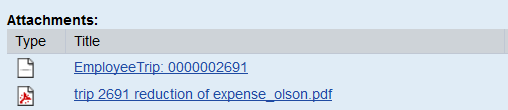 Attachments:
Type Title
EmployeeTrip: 0000002691
trip 2691 reduction of expense_olson.pdf